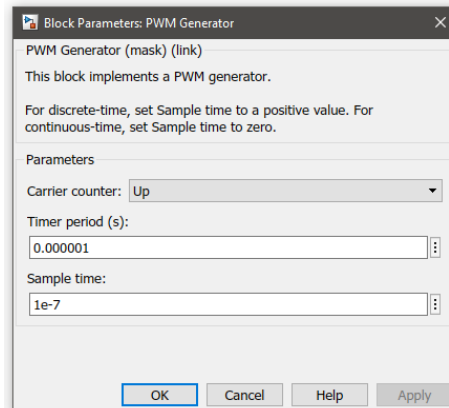 Block Parameters: PWM Generator
PWM Generator (mask) (link)
This block implements a PWM generator.
For discrete-time, set Sample time to a positive value. For
continuous-time, set Sample time to zero.
Parameters
Carrier counter: Up
Timer period (s):
0.000001
Sample time:
1e-7
OK Cancel Help Apply